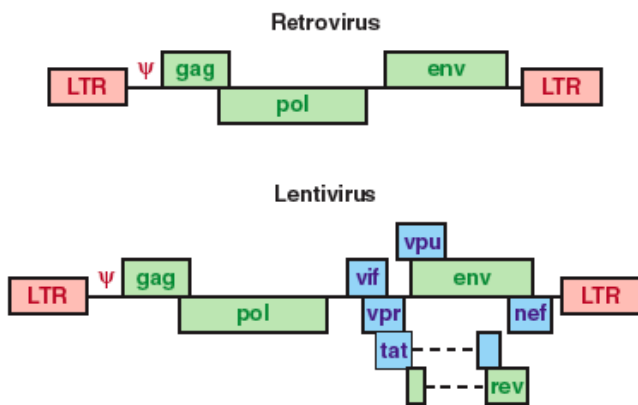 Retrovirus
LTR ψ gag env LTR
pol
Lentivirus
vpu
LTR ψ gag vif env LTR
pol vpr nef
tat
rev